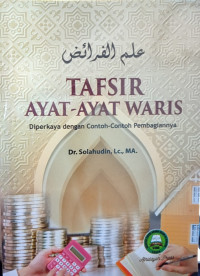 علم الفرائض
TAFSIR
AYAT-AYAT WARIS
Diperkaya dengan Contoh-Contoh Pembagiannya
Dr. Solahudin, Lc., MA.